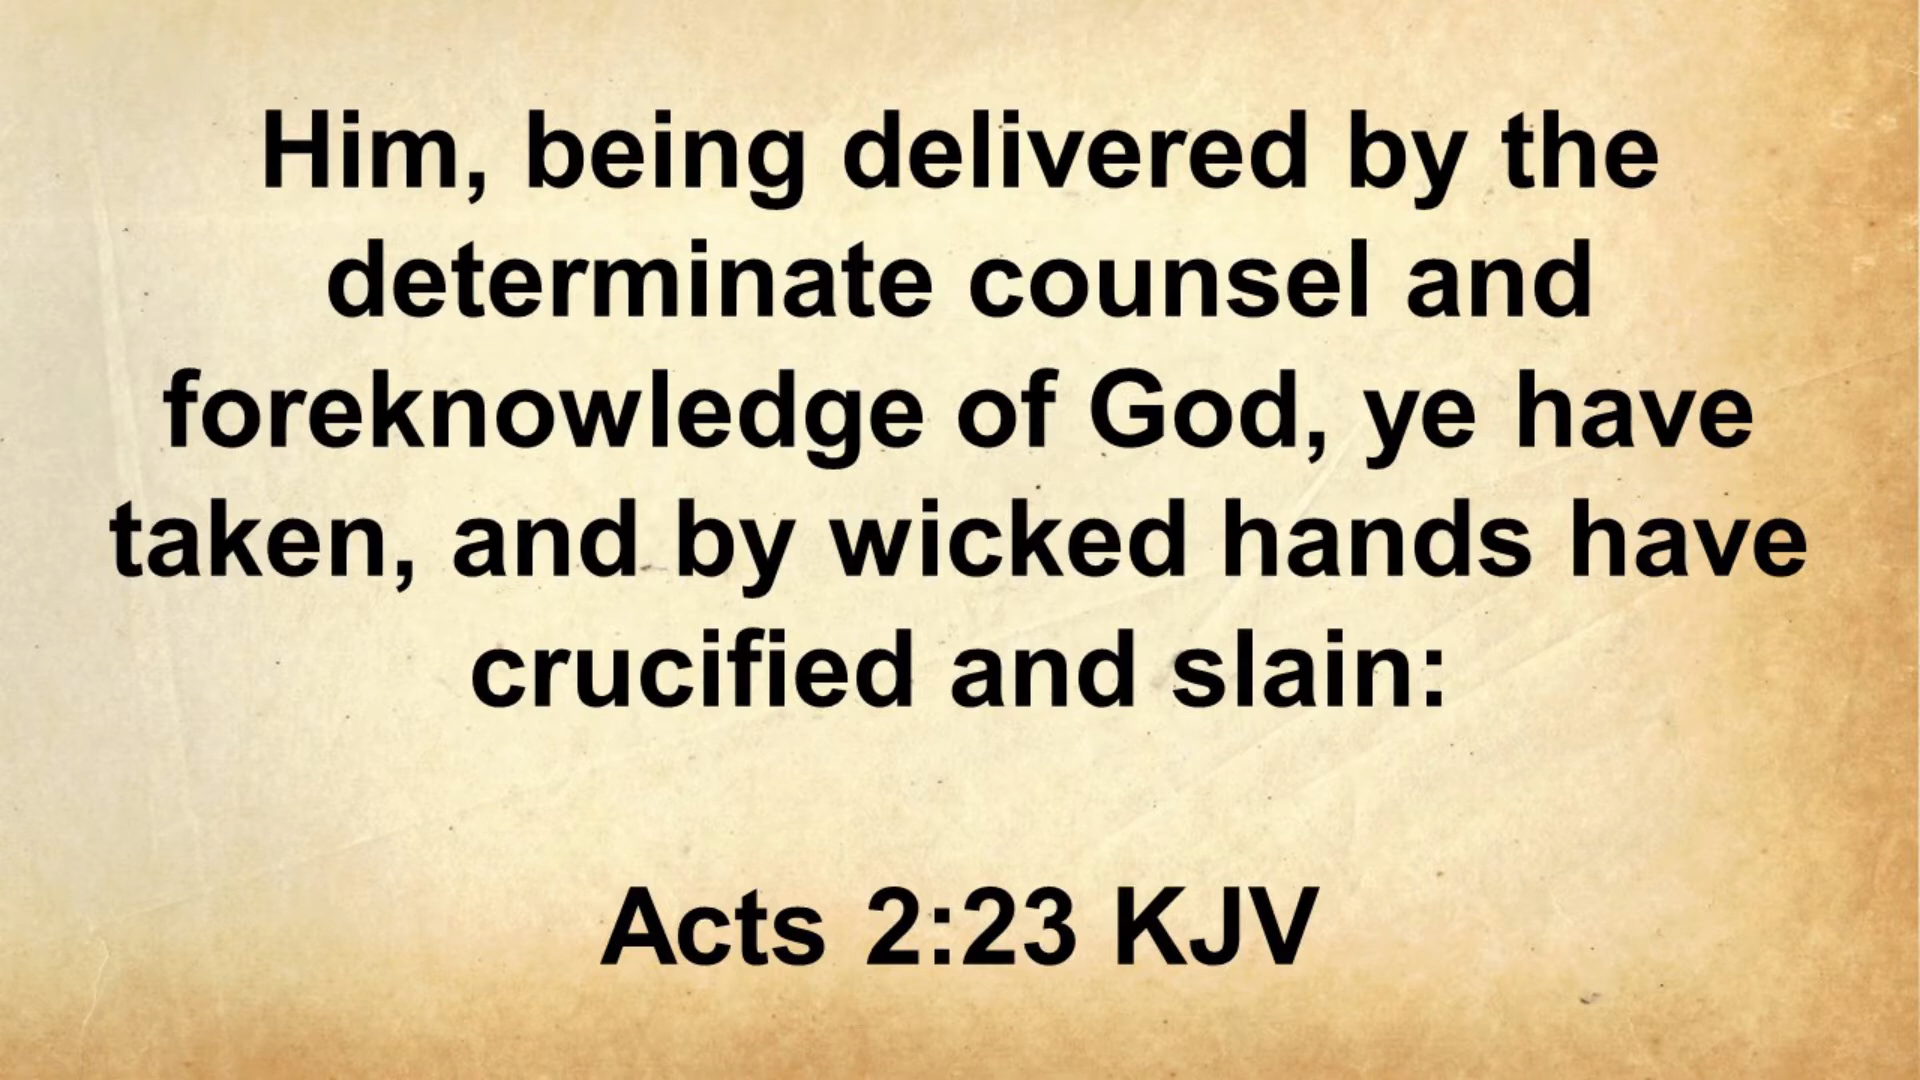 Him, being delivered by the
determinate counsel and
foreknowledge of God, ye have
taken, and by wicked hands have
crucified and slain:
Acts 2:23 KJV